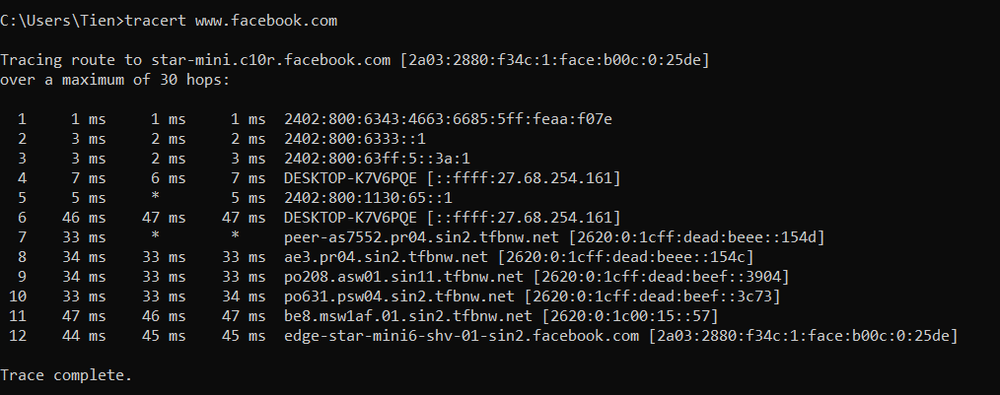 C:\Users\Tien>tracert www.facebook.com
Tracing route to star-mini.c10r.facebook.com [2a03:2880:f34c:1:face:b00c:0:25de]
over a maximum of 30 hops:
1 1 ms 1 ms 1 ms 2402:800:6343:4663:6685:5ff:feaa:f07e
2 3 ms 2 ms 2 ms 2402:800:6333::1
3 3 ms 2 ms 3 ms 2402:800:63ff:5::3a:1
4 7 ms 6 ms 7 ms DESKTOP-K7V6PQE [::ffff:27.68.254.161]
5 5 ms * 5 ms 2402:800:1130:65::1
6 46 ms 47 ms 47 ms DESKTOP-K7V6PQE [::ffff:27.68.254.161]
7 33 ms * * peer-as7552.pr04.sin2.tfbnw.net [2620:0:1cff:dead:beee::154d]
8 34 ms 33 ms 33 ms ae3.pr04.sin2.tfbnw.net [2620:0:1cff:dead:beee::154c]
9 34 ms 33 ms 33 ms po208.asw01.sin11.tfbnw.net [2620:0:1cff:dead:beef::3904]
10 33 ms 33 ms 34 ms po631.psw04.sin2.tfbnw.net [2620:0:1cff:dead:beef::3c73]
11 47 ms 46 ms 47 ms be8.msw1af.01.sin2.tfbnw.net [2620:0:1c00:15::57]
12 44 ms 45 ms 45 ms edge-star-mini6-shv-01-sin2.facebook.com [2a03:2880:f34c:1:face:b00c:0:25de]
Trace complete.